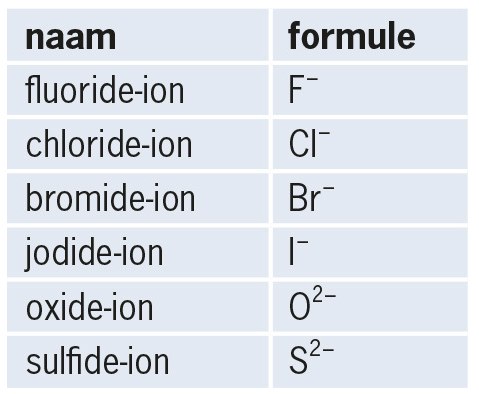 naam formule
fluoride-ion F⁻
chloride-ion Cl⁻
bromide-ion Br⁻
jodide-ion I⁻
oxide-ion O²⁻
sulfide-ion S²⁻